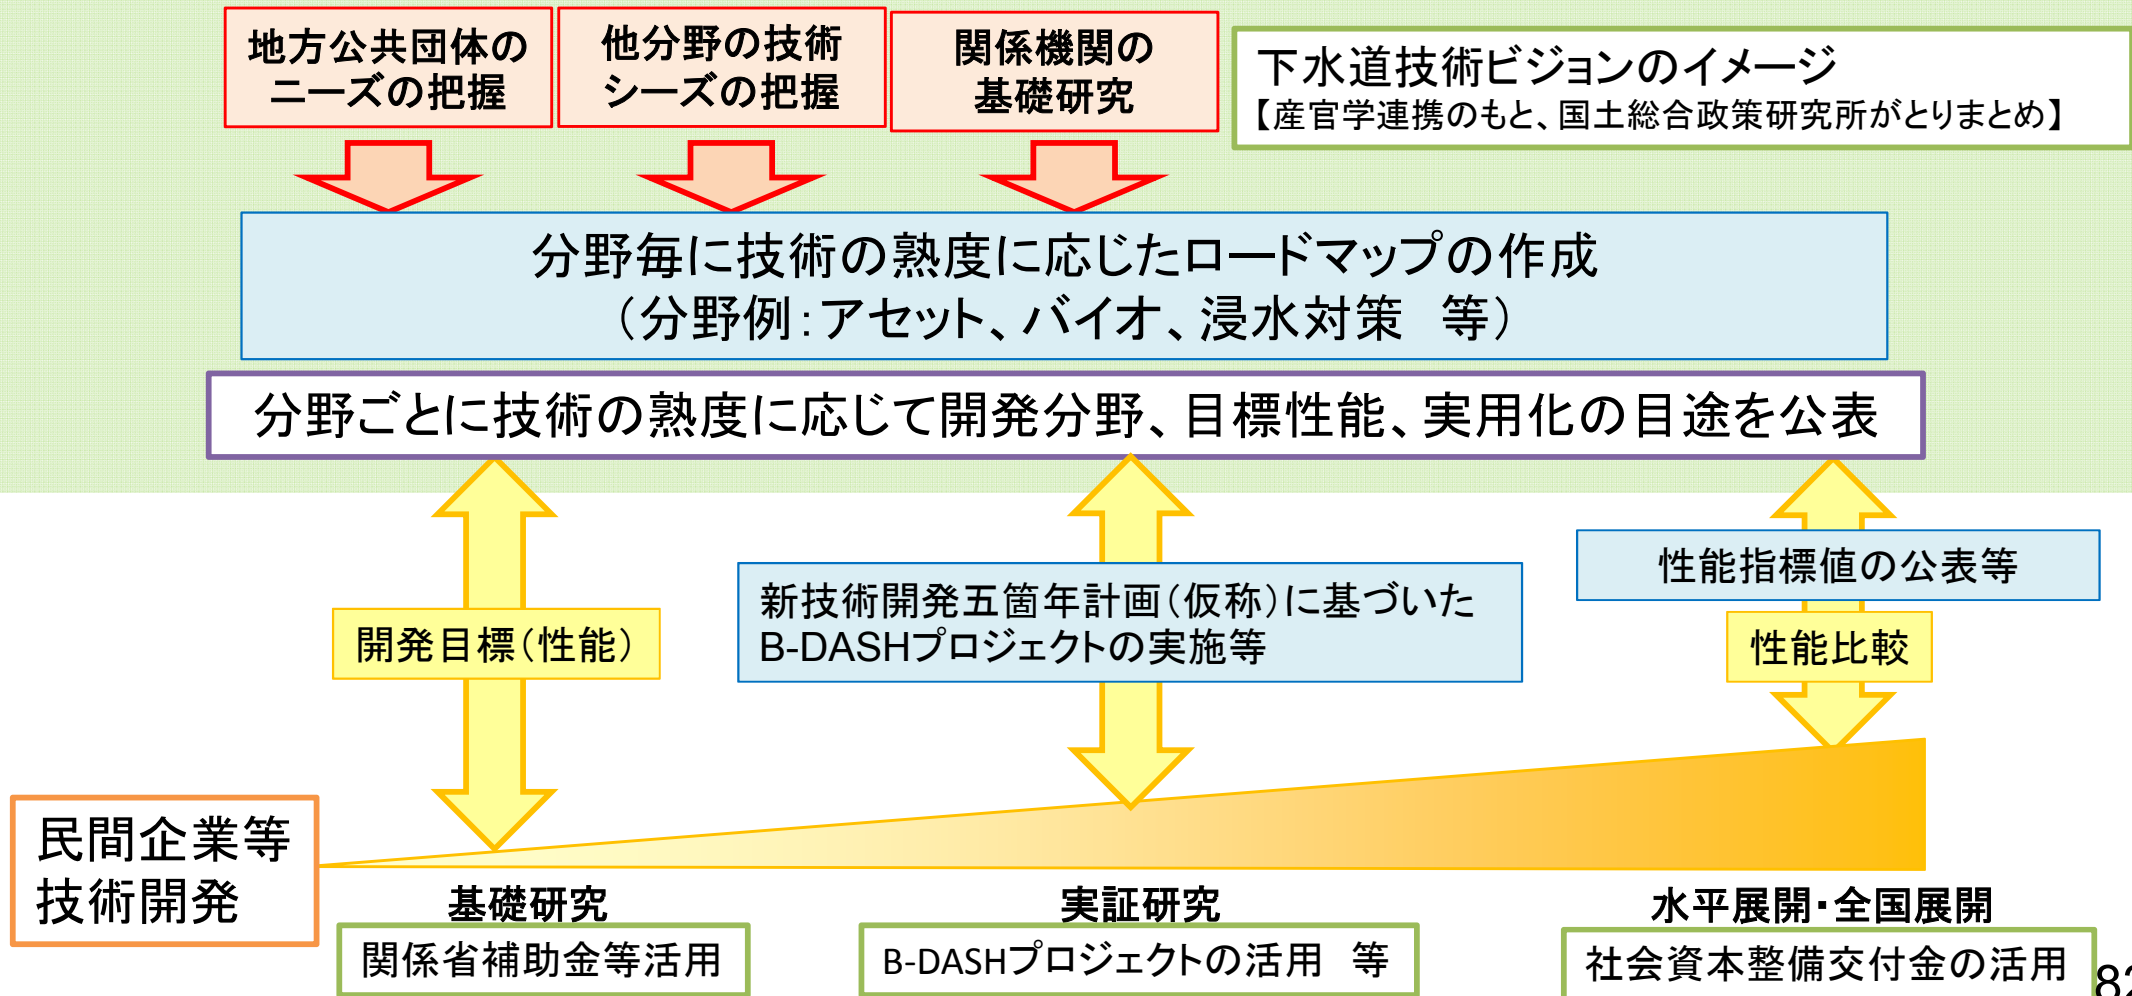 地方公共団体の
ニーズの把握
他分野の技術
シーズの把握
関係機関の
基礎研究
下水道技術ビジョンのイメージ
【産官学連携のもと、国土総合政策研究所がとりまとめ】
分野毎に技術の熟度に応じたロードマップの作成
（分野例：アセット、バイオ、浸水対策　等）
分野ごとに技術の熟度に応じて開発分野、目標性能、実用化の目途を公表
開発目標（性能）
新技術開発五箇年計画（仮称）に基づいた
B-DASHプロジェクトの実施等
性能指標値の公表等
性能比較
民間企業等
技術開発
基礎研究
関係省補助金等活用
実証研究
B-DASHプロジェクトの活用　等
水平展開・全国展開
社会資本整備交付金の活用
82